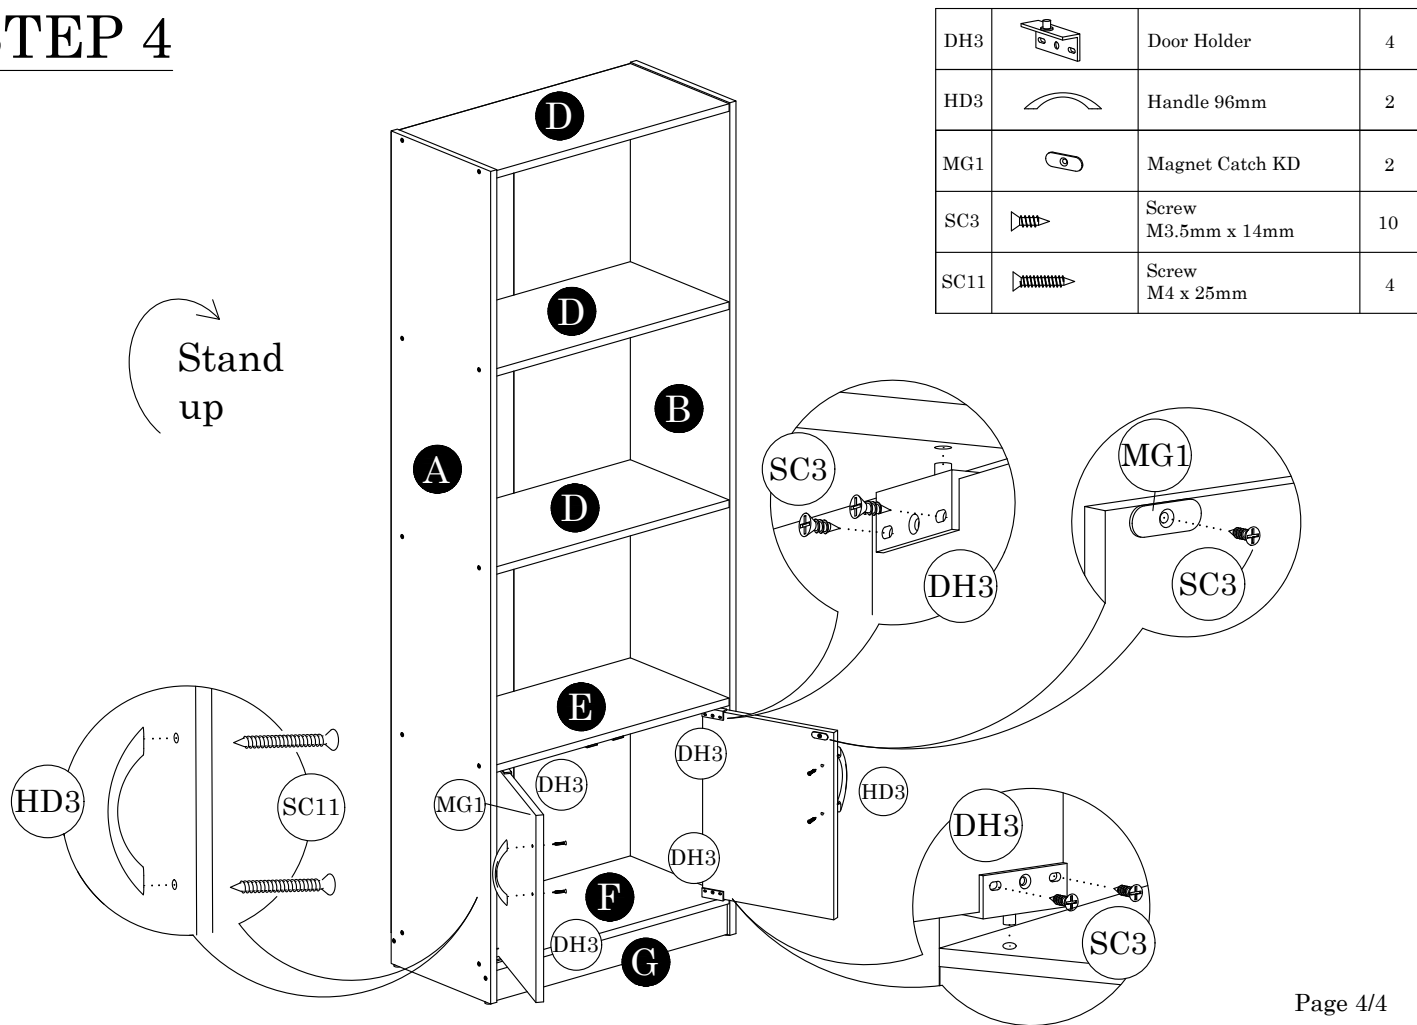 STEP 4
DH3 Door Holder 4
HD3 Handle 96mm 2
MG1 Magnet Catch KD 2
SC3 Screw
M3.5mm x 14mm 10
SC11 Screw
M4 x 25mm 4
Stand
up
D
D
B
A
D
E
F
G
SC3
DH3
MG1
SC3
HD3
SC11
MG1
DH3
DH3
HD3
DH3
DH3
DH3
SC3
Page 4/4